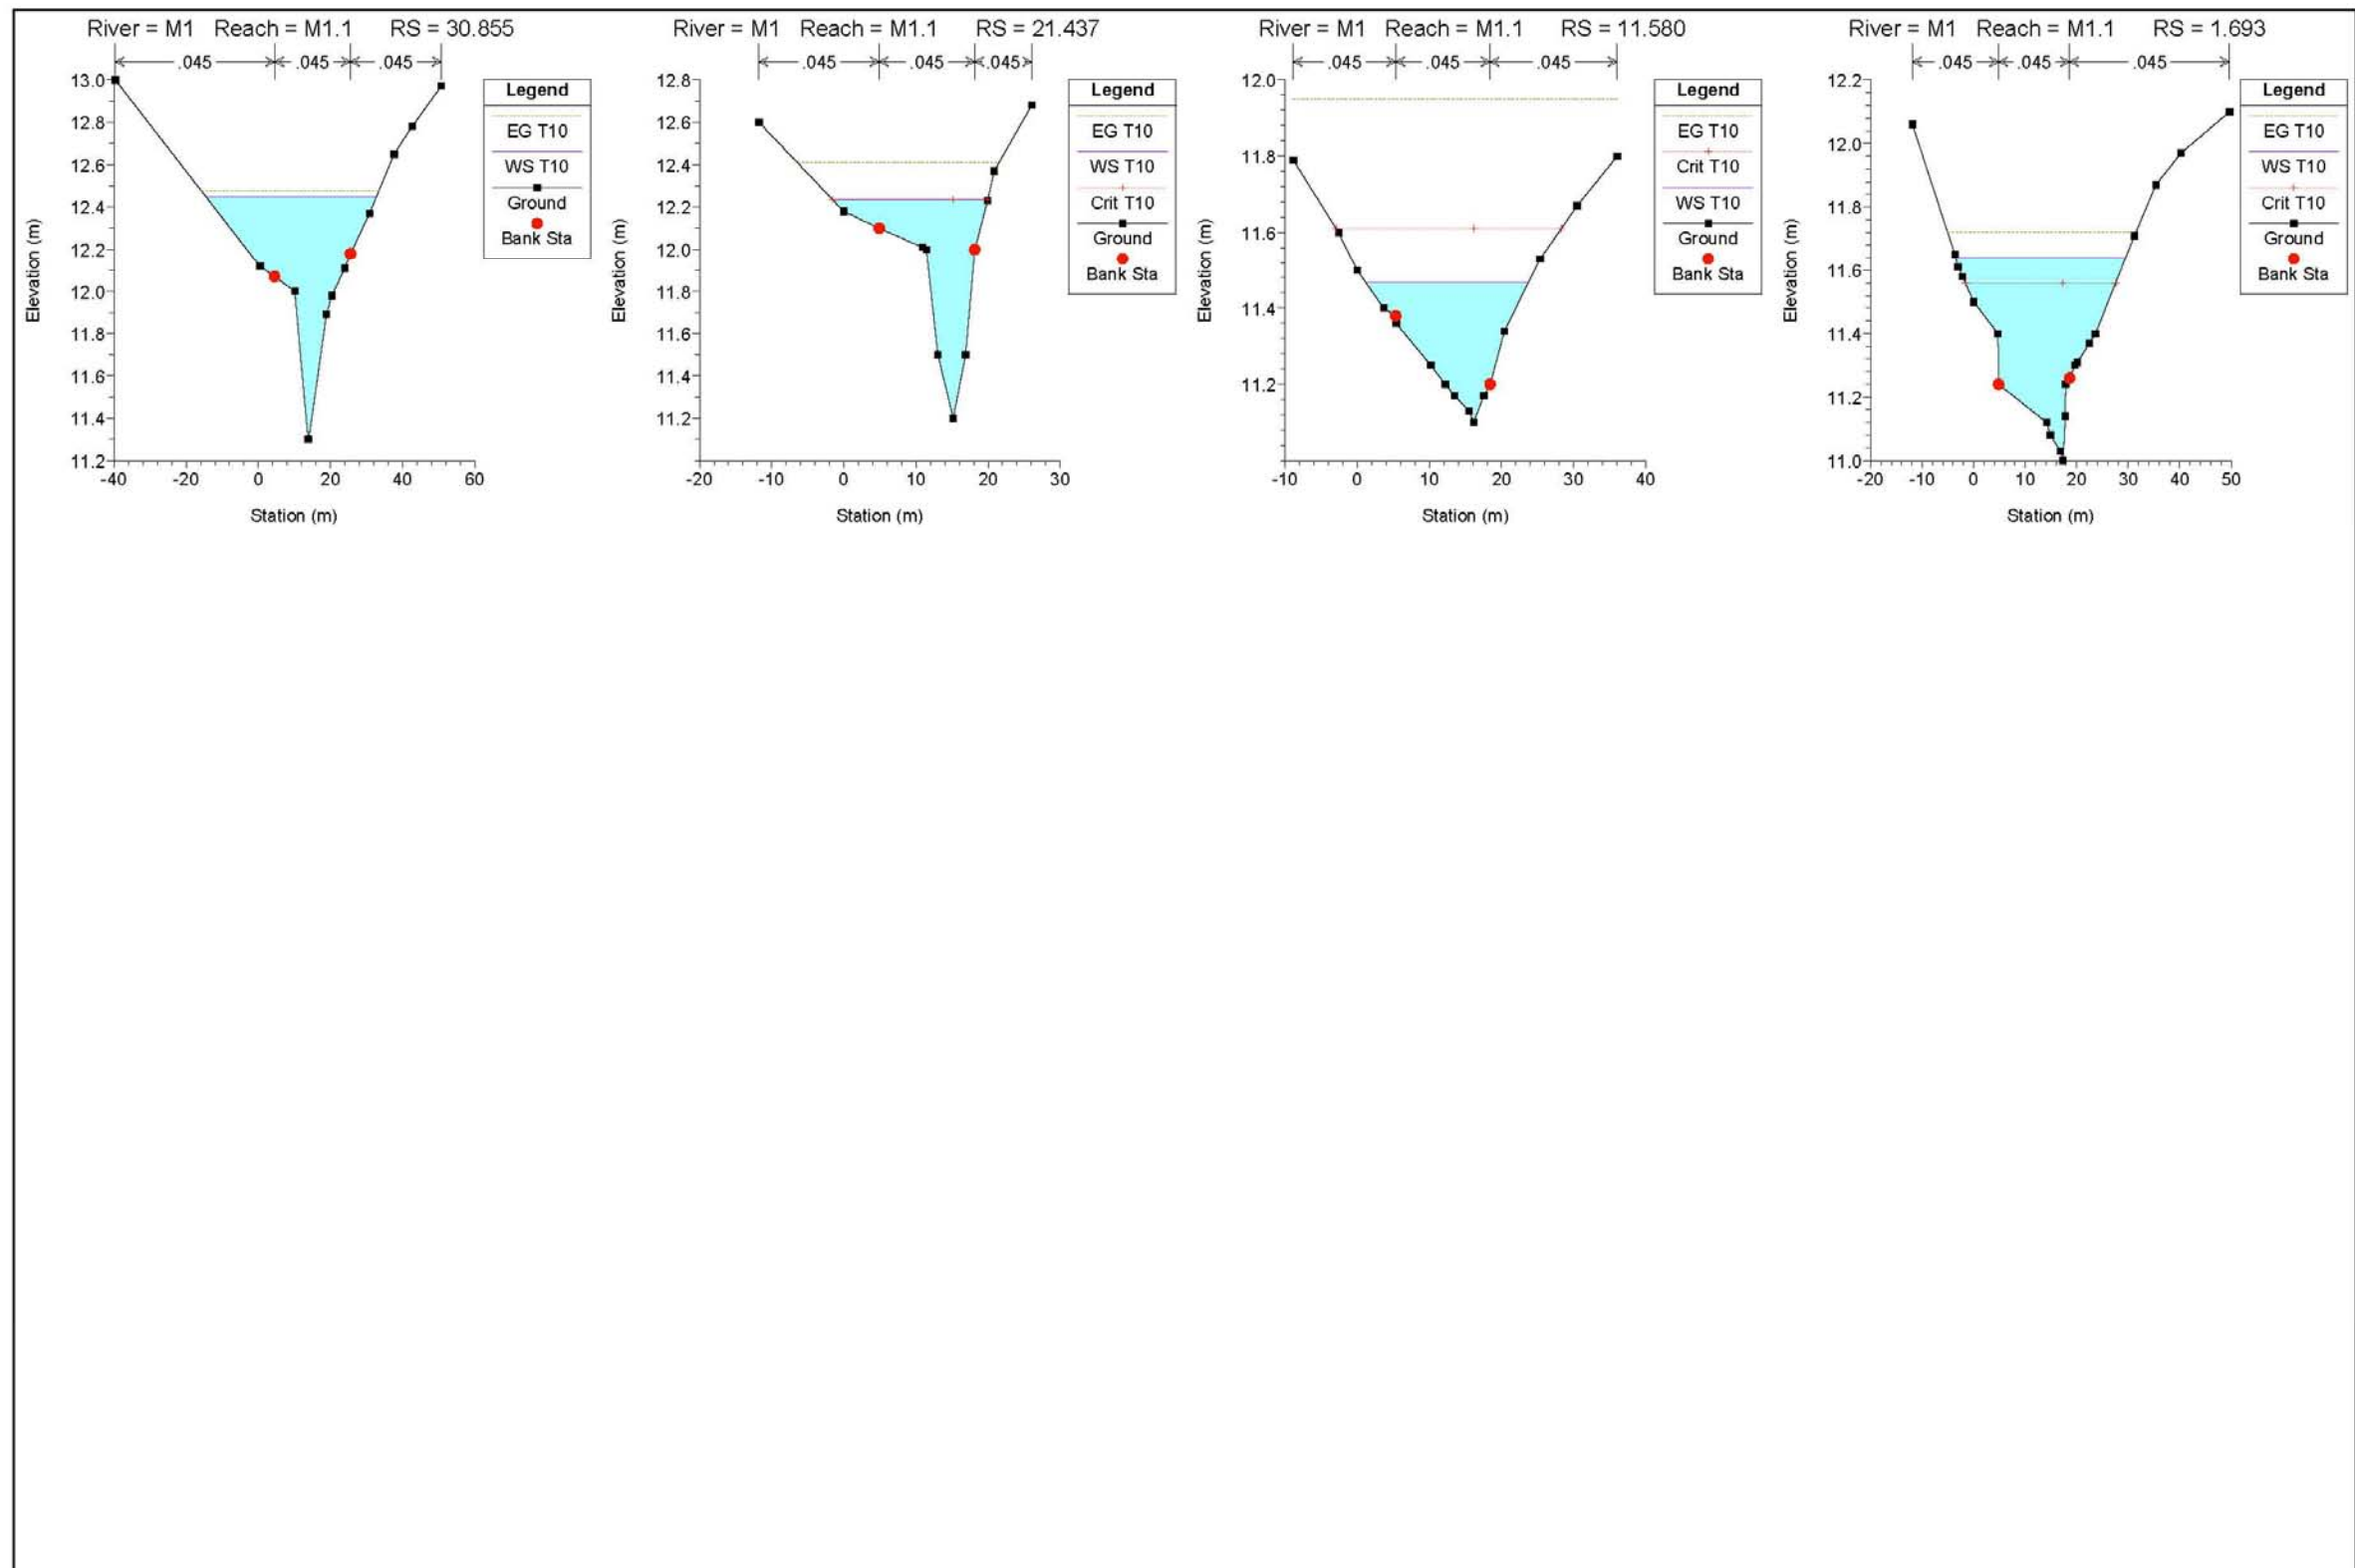 River = M1 Reach = M1.1 RS = 30.855
.045 .045 .045
Legend
EG T10
WS T10
Ground
Bank Sta
13.0
12.8
12.6
12.4
12.2
12.0
11.8
11.6
11.4
11.2
-40 -20 0 20 40 60
Elevation (m)
Station (m)
River = M1 Reach = M1.1 RS = 21.437
.045 .045 .045
Legend
EG T10
WS T10
Crit T10
Ground
Bank Sta
12.8
12.6
12.4
12.2
12.0
11.8
11.6
11.4
11.2
-20 -10 0 10 20 30
Elevation (m)
Station (m)
River = M1 Reach = M1.1 RS = 11.580
.045 .045 .045
Legend
EG T10
Crit T10
WS T10
Ground
Bank Sta
12.0
11.8
11.6
11.4
11.2
-10 0 10 20 30 40
Elevation (m)
Station (m)
River = M1 Reach = M1.1 RS = 1.693
.045 .045 .045
Legend
EG T10
WS T10
Crit T10
Ground
Bank Sta
12.2
12.0
11.8
11.6
11.4
11.2
11.0
-20 -10 0 10 20 30 40 50
Elevation (m)
Station (m)